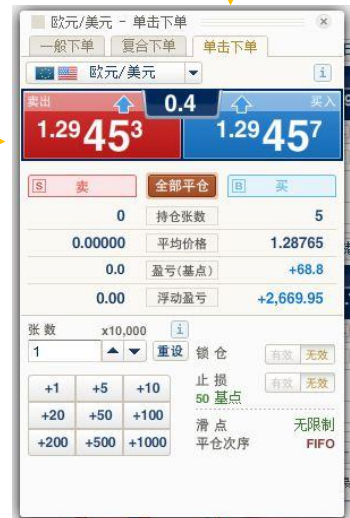 欧元/美元 - 单击下单
一般下单 复合下单 单击下单
欧元/美元
卖出 0.4 买入
1.29453 1.29457
S 卖 全部平仓 B 买
0 持仓张数 5
0.00000 平均价格 1.28765
0.0 盈亏(基点) +68.8
0.00 浮动盈亏 +2,669.95
张数 x10,000 i
1 重设 锁仓 有效 无效
+1 +5 +10 止损 有效 无效
50 基点
+20 +50 +100 滑点 无限制
+200 +500 +1000 平仓次序 FIFO